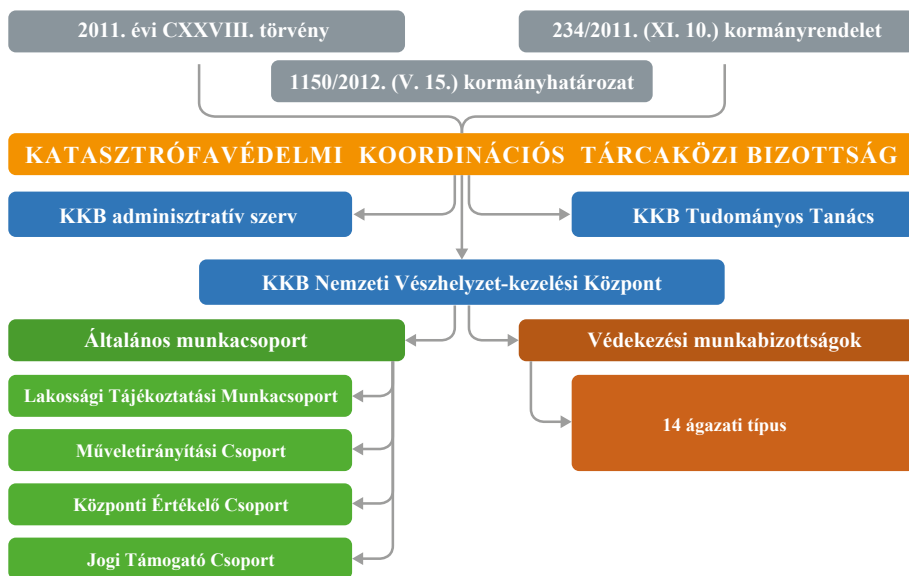 2011. évi CXXVIII. törvény
234/2011. (XI. 10.) kormányrendelet
1150/2012. (V. 15.) kormányhatározat
KATASZTRÓFAVÉDELMI KOORDINÁCIÓS TÁRCAKÖZI BIZOTTSÁG
KKB adminisztratív szerv
KKB Tudományos Tanács
KKB Nemzeti Vészhelyzet-kezelési Központ
Általános munkacsoport
Védekezési munkabizottságok
Lakossági Tájékoztatási Munkacsoport
14 ágazati típus
Műveletirányítási Csoport
Központi Értékelő Csoport
Jogi Támogató Csoport